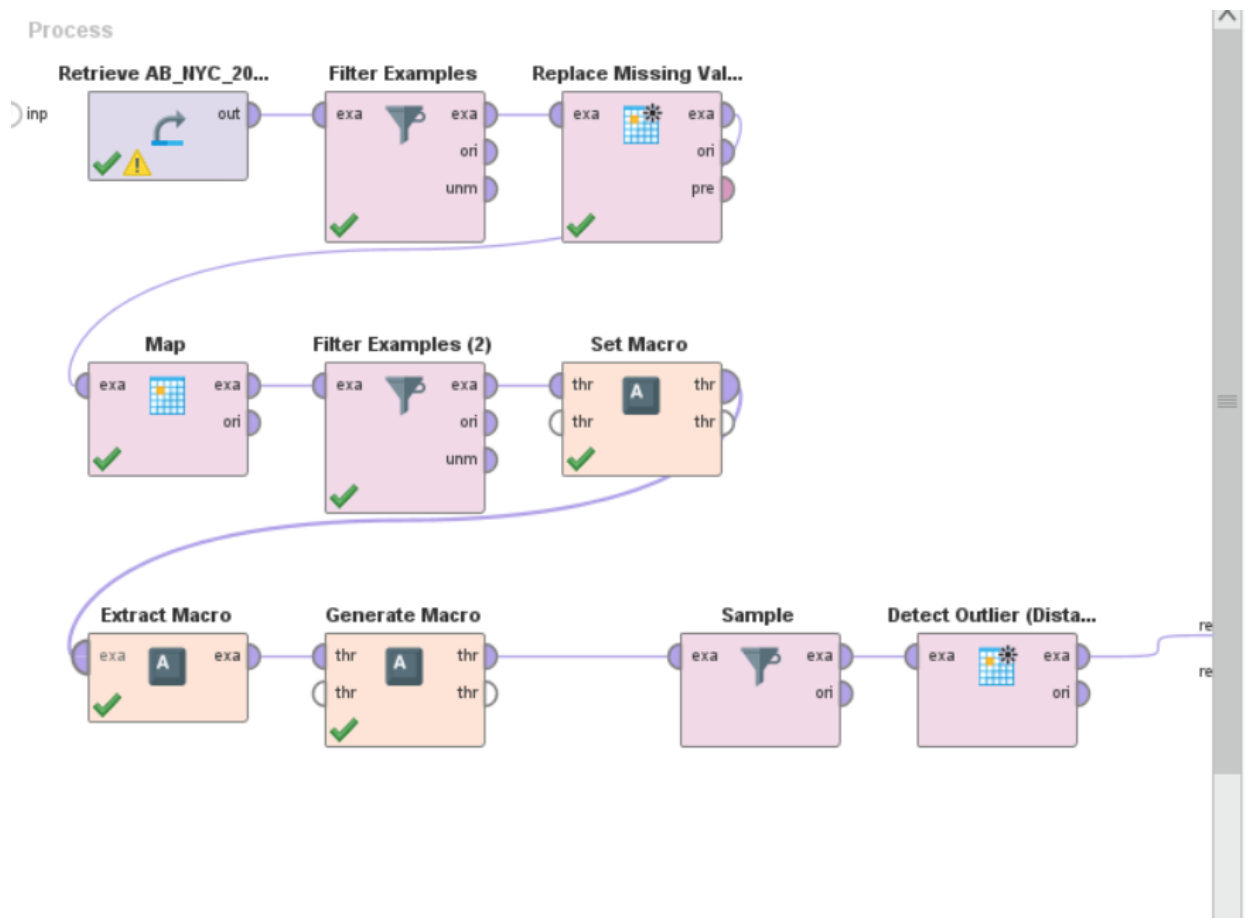 Process
Retrieve AB_NYC_20... Filter Examples Replace Missing Val...
inp out exa exa exa exa
ori ori
unm pre
Map Filter Examples (2) Set Macro
exa exa exa exa thr thr
ori ori thr thr
unm
Extract Macro Generate Macro Sample Detect Outlier (Dista...
re
exa exa thr thr exa exa exa exa
re
thr thr ori ori